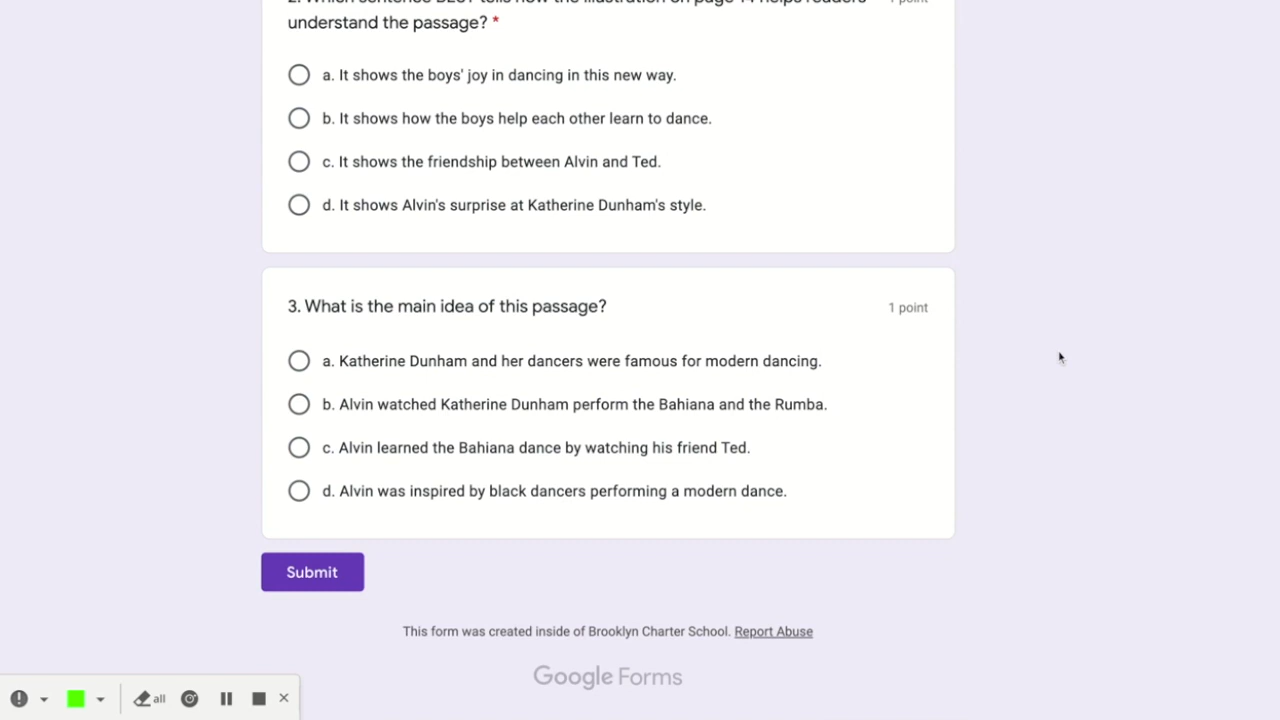 understand the passage? *
a. It shows the boys' joy in dancing in this new way.
b. It shows how the boys help each other learn to dance.
c. It shows the friendship between Alvin and Ted.
d. It shows Alvin's surprise at Katherine Dunham's style.
3. What is the main idea of this passage?
1 point
a. Katherine Dunham and her dancers were famous for modern dancing.
b. Alvin watched Katherine Dunham perform the Bahiana and the Rumba.
c. Alvin learned the Bahiana dance by watching his friend Ted.
d. Alvin was inspired by black dancers performing a modern dance.
Submit
This form was created inside of Brooklyn Charter School. Report Abuse
Google Forms
all